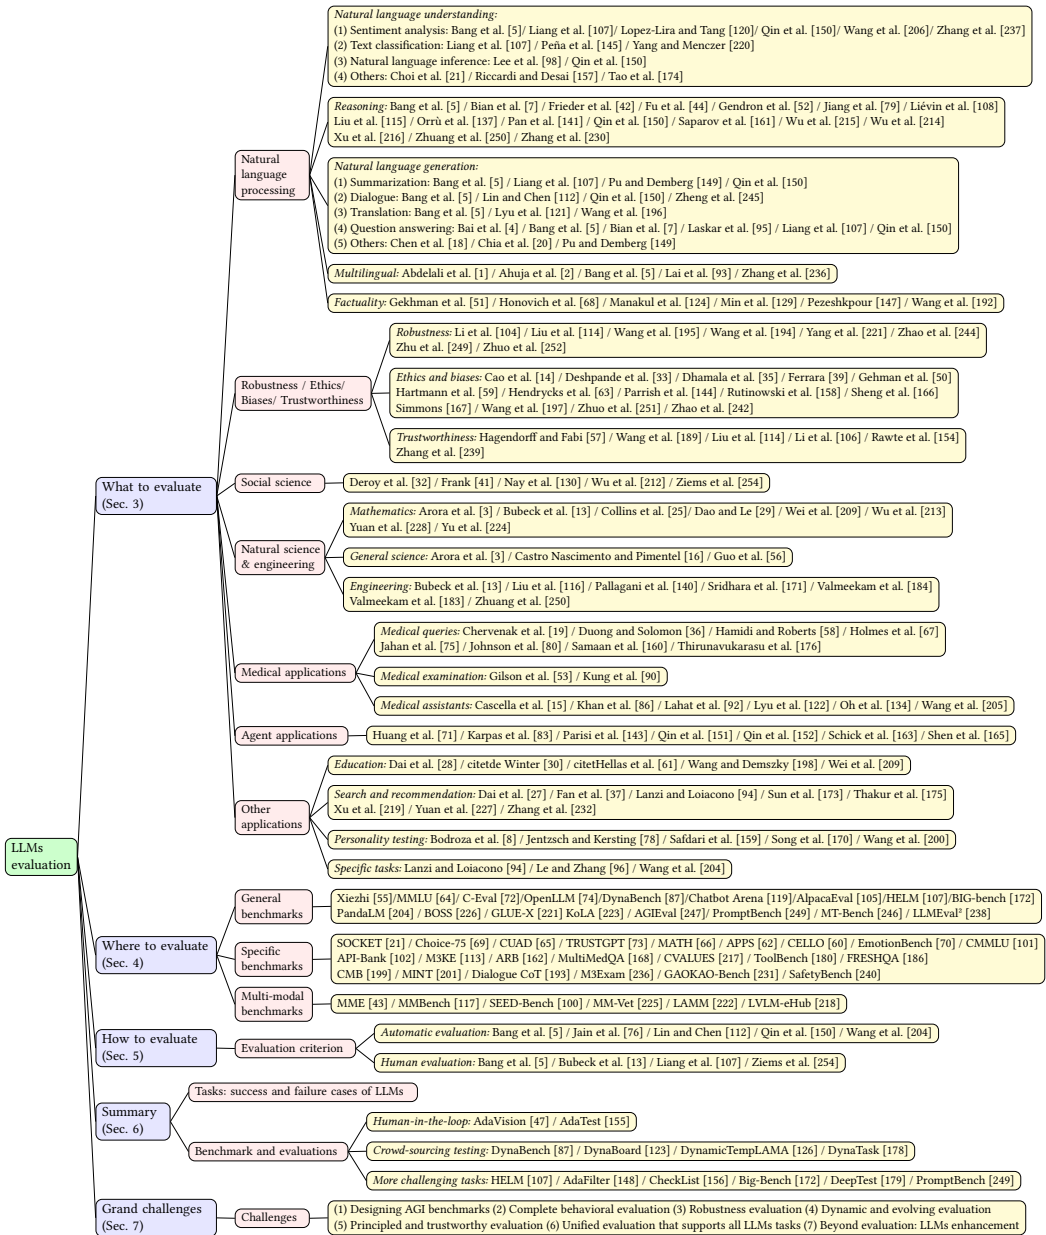 Natural language understanding:
(1) Sentiment analysis: Bang et al. [5]/ Liang et al. [107]/ Lopez-Lira and Tang [120]/ Qin et al. [150]/ Wang et al. [206]/ Zhang et al. [237]
(2) Text classification: Liang et al. [107] / Peña et al. [145] / Yang and Menczer [220]
(3) Natural language inference: Lee et al. [98] / Qin et al. [150]
(4) Others: Choi et al. [21] / Riccardi and Desai [157] / Tao et al. [174]
Reasoning: Bang et al. [5] / Bian et al. [7] / Frieder et al. [42] / Fu et al. [44] / Gendron et al. [52] / Jiang et al. [79] / Liévin et al. [108]
Liu et al. [115] / Orrù et al. [137] / Pan et al. [141] / Qin et al. [150] / Saparov et al. [161] / Wu et al. [215] / Wu et al. [214]
Xu et al. [216] / Zhuang et al. [250] / Zhang et al. [230]
Natural
language
processing
Natural language generation:
(1) Summarization: Bang et al. [5] / Liang et al. [107] / Pu and Demberg [149] / Qin et al. [150]
(2) Dialogue: Bang et al. [5] / Lin and Chen [112] / Qin et al. [150] / Zheng et al. [245]
(3) Translation: Bang et al. [5] / Lyu et al. [121] / Wang et al. [196]
(4) Question answering: Bai et al. [4] / Bang et al. [5] / Bian et al. [7] / Laskar et al. [95] / Liang et al. [107] / Qin et al. [150]
(5) Others: Chen et al. [18] / Chia et al. [20] / Pu and Demberg [149]
Multilingual: Abdelali et al. [1] / Ahuja et al. [2] / Bang et al. [5] / Lai et al. [93] / Zhang et al. [236]
Factuality: Gekhman et al. [51] / Honovich et al. [68] / Manakul et al. [124] / Min et al. [129] / Pezeshkpour [147] / Wang et al. [192]
Robustness: Li et al. [104] / Liu et al. [114] / Wang et al. [195] / Wang et al. [194] / Yang et al. [221] / Zhao et al. [244]
Zhu et al. [249] / Zhuo et al. [252]
Robustness / Ethics/
Biases/ Trustworthiness
Ethics and biases: Cao et al. [14] / Deshpande et al. [33] / Dhamala et al. [35] / Ferrara [39] / Gehman et al. [50]
Hartmann et al. [59] / Hendrycks et al. [63] / Parrish et al. [144] / Rutinowski et al. [158] / Sheng et al. [166]
Simmons [167] / Wang et al. [197] / Zhuo et al. [251] / Zhao et al. [242]
Trustworthiness: Hagendorff and Fabi [57] / Wang et al. [189] / Liu et al. [114] / Li et al. [106] / Rawte et al. [154]
Zhang et al. [239]
What to evaluate
(Sec. 3)
Social science
Deroy et al. [32] / Frank [41] / Nay et al. [130] / Wu et al. [212] / Ziems et al. [254]
Mathematics: Arora et al. [3] / Bubeck et al. [13] / Collins et al. [25]/ Dao and Le [29] / Wei et al. [209] / Wu et al. [213]
Yuan et al. [228] / Yu et al. [224]
Natural science
& engineering
General science: Arora et al. [3] / Castro Nascimento and Pimentel [16] / Guo et al. [56]
Engineering: Bubeck et al. [13] / Liu et al. [116] / Pallagani et al. [140] / Sridhara et al. [171] / Valmeekam et al. [184]
Valmeekam et al. [183] / Zhuang et al. [250]
Medical queries: Chervenak et al. [19] / Duong and Solomon [36] / Hamidi and Roberts [58] / Holmes et al. [67]
Jahan et al. [75] / Johnson et al. [80] / Samaan et al. [160] / Thirunavukarasu et al. [176]
Medical applications
Medical examination: Gilson et al. [53] / Kung et al. [90]
Medical assistants: Cascella et al. [15] / Khan et al. [86] / Lahat et al. [92] / Lyu et al. [122] / Oh et al. [134] / Wang et al. [205]
Agent applications
Huang et al. [71] / Karpas et al. [83] / Parisi et al. [143] / Qin et al. [151] / Qin et al. [152] / Schick et al. [163] / Shen et al. [165]
Education: Dai et al. [28] / citetde Winter [30] / citetHellas et al. [61] / Wang and Demszky [198] / Wei et al. [209]
Search and recommendation: Dai et al. [27] / Fan et al. [37] / Lanzi and Loiacono [94] / Sun et al. [173] / Thakur et al. [175]
Xu et al. [219] / Yuan et al. [227] / Zhang et al. [232]
Other
applications
Personality testing: Bodroza et al. [8] / Jentzsch and Kersting [78] / Safdari et al. [159] / Song et al. [170] / Wang et al. [200]
Specific tasks: Lanzi and Loiacono [94] / Le and Zhang [96] / Wang et al. [204]
LLMs
evaluation
General
benchmarks
Xiezhi [55]/MMLU [64]/ C-Eval [72]/OpenLLM [74]/DynaBench [87]/Chatbot Arena [119]/AlpacaEval [105]/HELM [107]/BIG-bench [172]
PandaLM [204] / BOSS [226] / GLUE-X [221] KoLA [223] / AGIEval [247]/ PromptBench [249] / MT-Bench [246] / LLMEval² [238]
Where to evaluate
(Sec. 4)
Specific
benchmarks
SOCKET [21] / Choice-75 [69] / CUAD [65] / TRUSTGPT [73] / MATH [66] / APPS [62] / CELLO [60] / EmotionBench [70] / CMMLU [101]
API-Bank [102] / M3KE [113] / ARB [162] / MultiMedQA [168] / CVALUES [217] / ToolBench [180] / FRESHQA [186]
CMB [199] / MINT [201] / Dialogue CoT [193] / M3Exam [236] / GAOKAO-Bench [231] / SafetyBench [240]
Multi-modal
benchmarks
MME [43] / MMBench [117] / SEED-Bench [100] / MM-Vet [225] / LAMM [222] / LVLM-eHub [218]
How to evaluate
(Sec. 5)
Evaluation criterion
Automatic evaluation: Bang et al. [5] / Jain et al. [76] / Lin and Chen [112] / Qin et al. [150] / Wang et al. [204]
Human evaluation: Bang et al. [5] / Bubeck et al. [13] / Liang et al. [107] / Ziems et al. [254]
Summary
(Sec. 6)
Tasks: success and failure cases of LLMs
Benchmark and evaluations
Human-in-the-loop: AdaVision [47] / AdaTest [155]
Crowd-sourcing testing: DynaBench [87] / DynaBoard [123] / DynamicTempLAMA [126] / DynaTask [178]
More challenging tasks: HELM [107] / AdaFilter [148] / CheckList [156] / Big-Bench [172] / DeepTest [179] / PromptBench [249]
Grand challenges
(Sec. 7)
Challenges
(1) Designing AGI benchmarks (2) Complete behavioral evaluation (3) Robustness evaluation (4) Dynamic and evolving evaluation
(5) Principled and trustworthy evaluation (6) Unified evaluation that supports all LLMs tasks (7) Beyond evaluation: LLMs enhancement